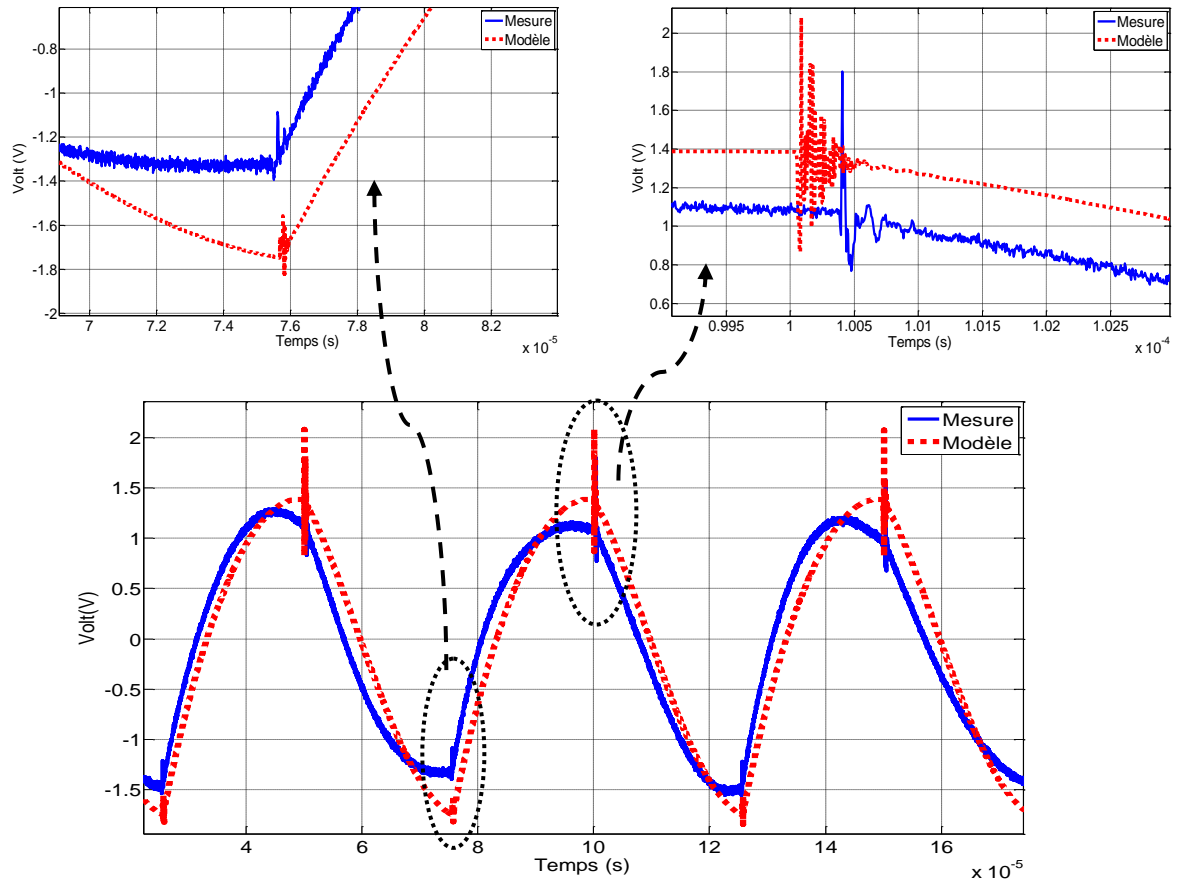 Mesure
Modèle
-0.8
-1
-1.2
-1.4
-1.6
-1.8
-2
Volt (V)
7
7.2
7.4
7.6
7.8
8
8.2
Temps (s)
x 10⁻⁵
Mesure
Modèle
2
1.8
1.6
1.4
1.2
1
0.8
0.6
Volt (V)
0.995
1
1.005
1.01
1.015
1.02
1.025
Temps (s)
x 10⁻⁴
Mesure
Modèle
2
1.5
1
0.5
0
-0.5
-1
-1.5
Volt(V)
4
6
8
10
12
14
16
Temps (s)
x 10⁻⁵